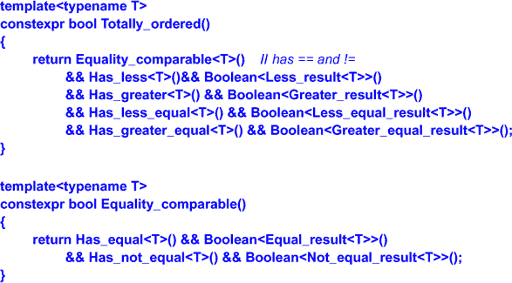 template<typename T>
constexpr bool Totally_ordered()
{
return Equality_comparable<T>() // has == and !=
&& Has_less<T>()&& Boolean<Less_result<T>>()
&& Has_greater<T>() && Boolean<Greater_result<T>>()
&& Has_less_equal<T>() && Boolean<Less_equal_result<T>>()
&& Has_greater_equal<T>() && Boolean<Greater_equal_result<T>>();
}
template<typename T>
constexpr bool Equality_comparable()
{
return Has_equal<T>() && Boolean<Equal_result<T>>()
&& Has_not_equal<T>() && Boolean<Not_equal_result<T>>();
}